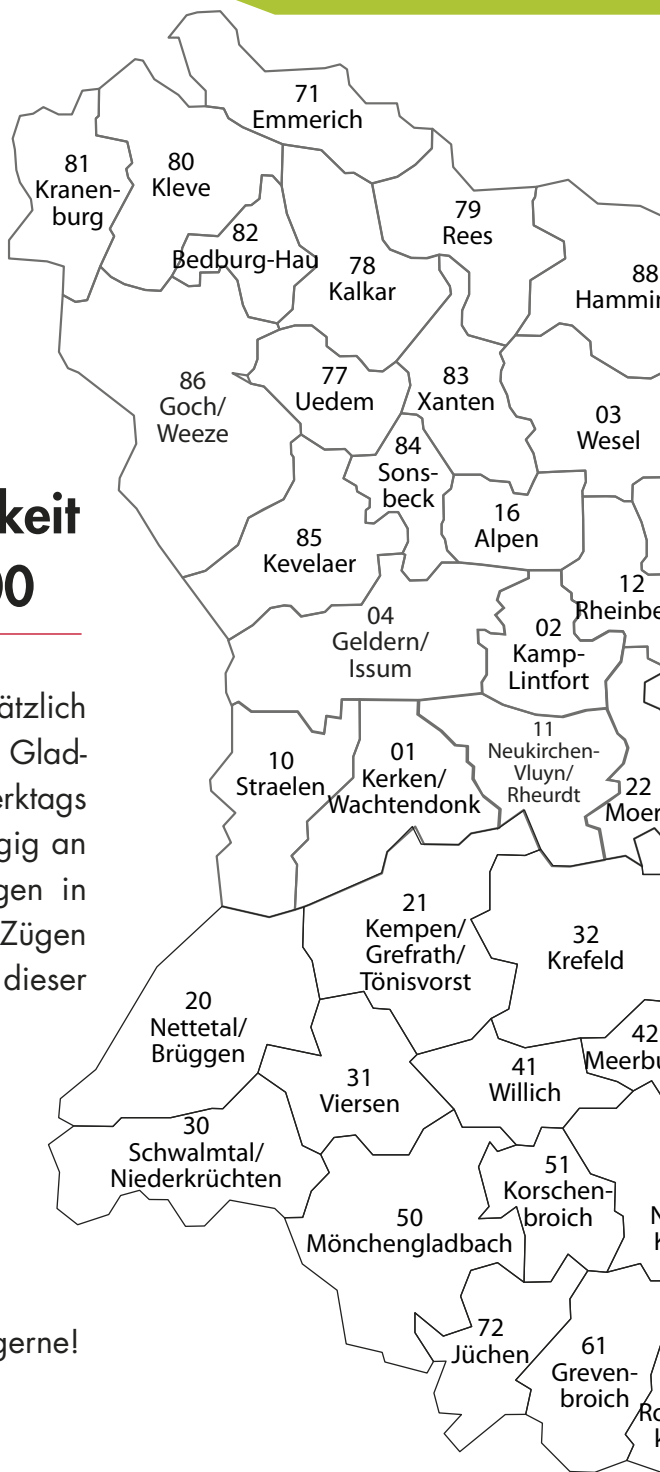 71
Emmerich
81
Kranen-
burg
80
Kleve
82
Bedburg-Hau
79
Rees
78
Kalkar
88
86
Goch/
Weeze
77
Uedem
83
Xanten
03
Wesel
84
Sons-
beck
16
Alpen
85
Kevelaer
12
04
Geldern/
Issum
02
Kamp-
Lintfort
10
Straelen
01
Kerken/
Wachtendonk
11
Neukirchen-
Vluyn/
Rheurdt
22
21
Kempen/
Grefrath/
Tönisvorst
32
Krefeld
20
Nettetal/
Brüggen
42
31
Viersen
41
Willich
30
Schwalmtal/
Niederkrüchten
51
Korschen-
broich
50
Mönchengladbach
72
Jüchen
61
Greven-
broich
keit
00
ätzlich
Glad-
erktags
gig an
gen in
Zügen
dieser
gerne!